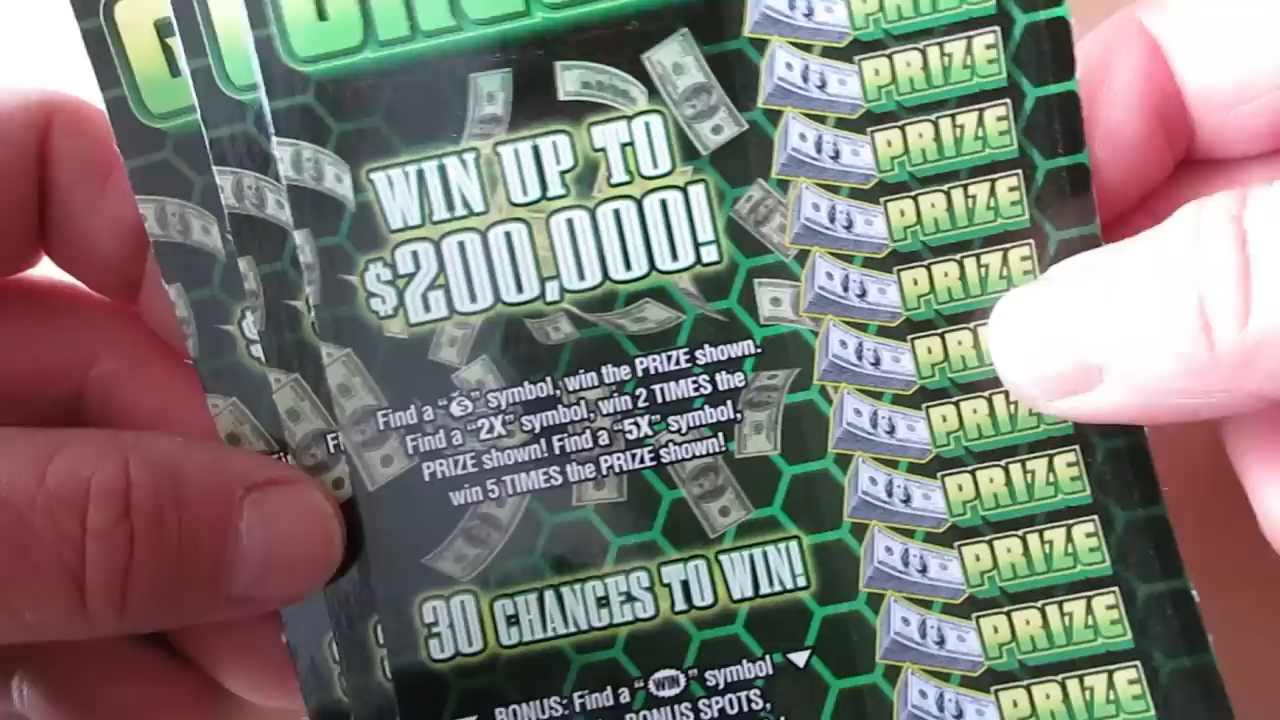 WIN UP TO
$200,000!
Find a "$" symbol, win the PRIZE shown.
Find a "2X" symbol, win 2 TIMES the
PRIZE shown! Find a "5X" symbol,
win 5 TIMES the PRIZE shown!
30 CHANCES TO WIN!
BONUS: Find a "WIN" symbol
BONUS SPOTS,
PRIZE
PRIZE
PRIZE
PRIZE
PRIZE
PRI
PRIZE
PRIZE
PRIZE
PRIZE
PRIZE